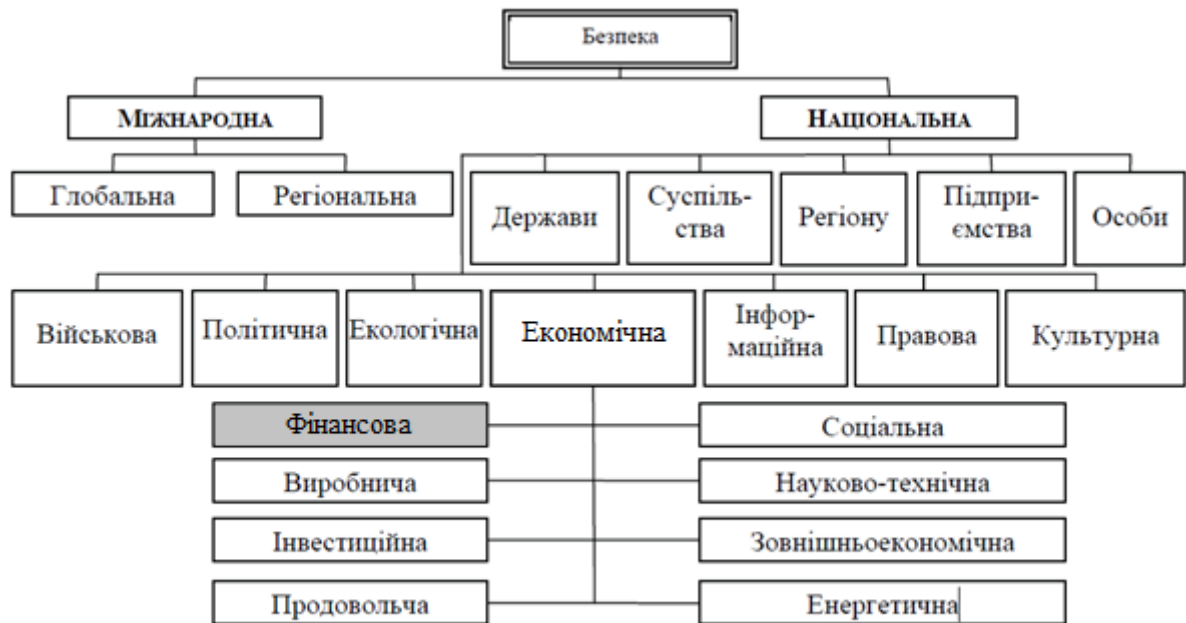 Безпека
МІЖНАРОДНА
НАЦІОНАЛЬНА
Глобальна
Регіональна
Держави
Суспіль-
ства
Регіону
Підпри-
ємства
Особи
Військова
Політична
Екологічна
Економічна
Інфор-
маційна
Правова
Культурна
Фінансова
Соціальна
Виробнича
Науково-технічна
Інвестиційна
Зовнішньоекономічна
Продовольча
Енергетична